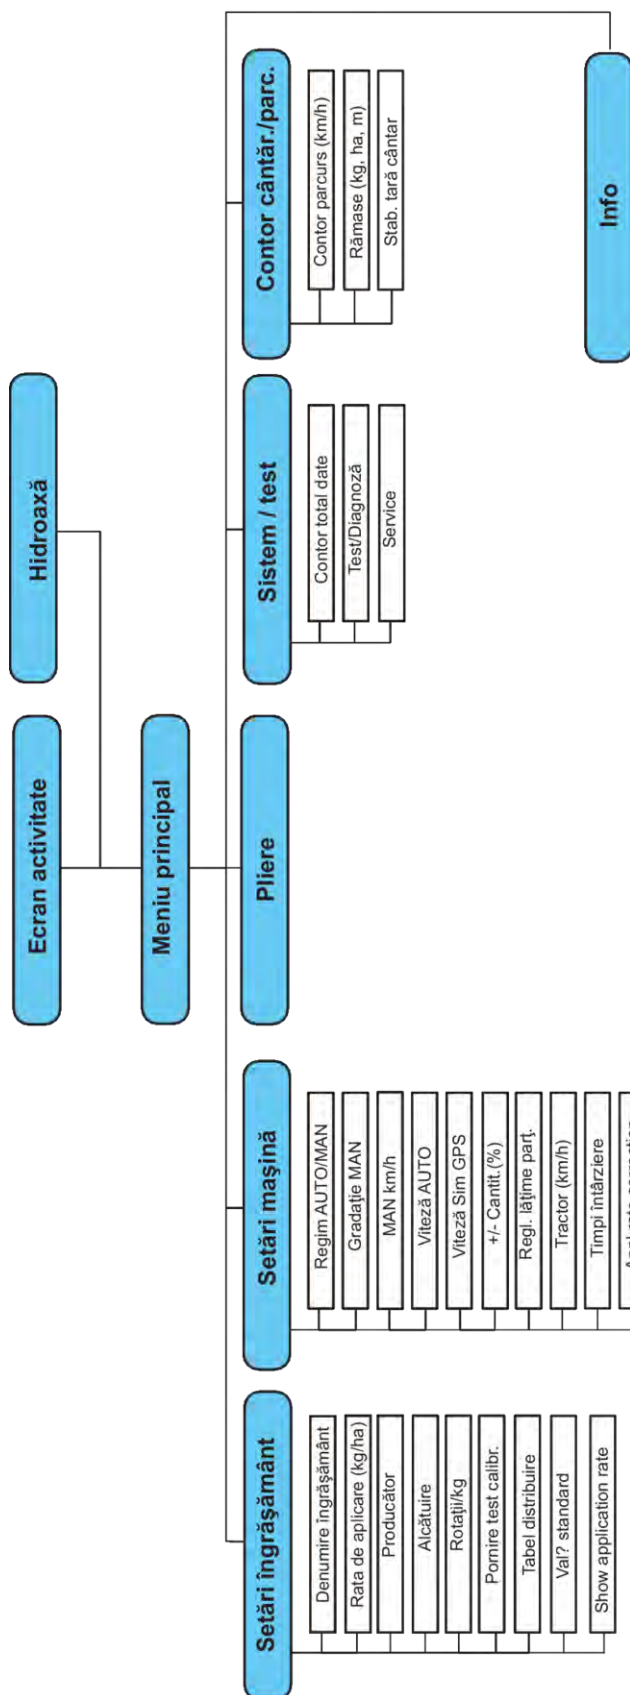 Ecran activitate
Hidroaxă
Meniu principal
Setări îngrăşământ
Denumire îngrăşământ
Rata de aplicare (kg/ha)
Producător
Alcătuire
Rotaţii/kg
Pornire test calibr.
Tabel distribuire
Val? standard
Show application rate
Setări maşină
Regim AUTO/MAN
Gradaţie MAN
MAN km/h
Viteză AUTO
Viteză Sim GPS
+/- Cantit.(%)
Regl. lăţime parţ.
Tractor (km/h)
Timpi întârziere
Pliere
Sistem / test
Contor total date
Test/Diagnoză
Service
Contor cântăr./parc.
Contor parcurs (km/h)
Rămase (kg, ha, m)
Stab. tară cântar
Info